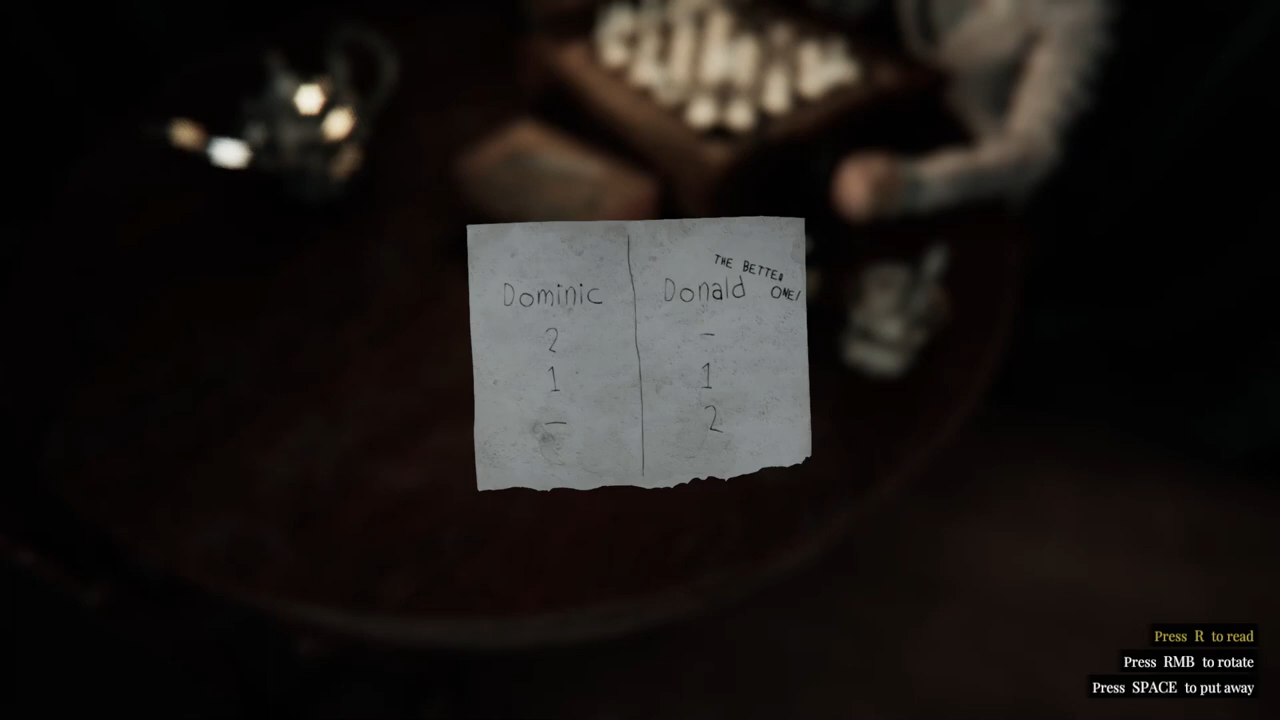 THE BETTER
Dominic Donald ONE!
2 –
1 1
– 2
Press R to read
Press RMB to rotate
Press SPACE to put away